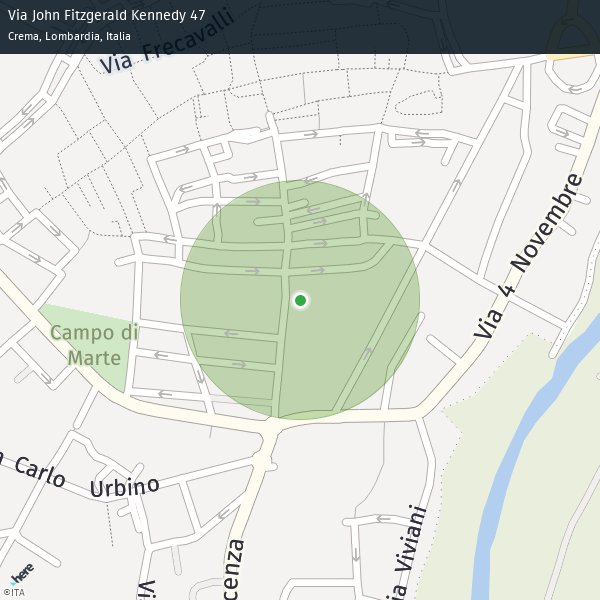 Via John Fitzgerald Kennedy 47
Crema, Lombardia, Italia
Via Frecavalli
Via 4 Novembre
Campo di
Marte
Carlo
Urbino
cenza
Viviani
here
©ITA